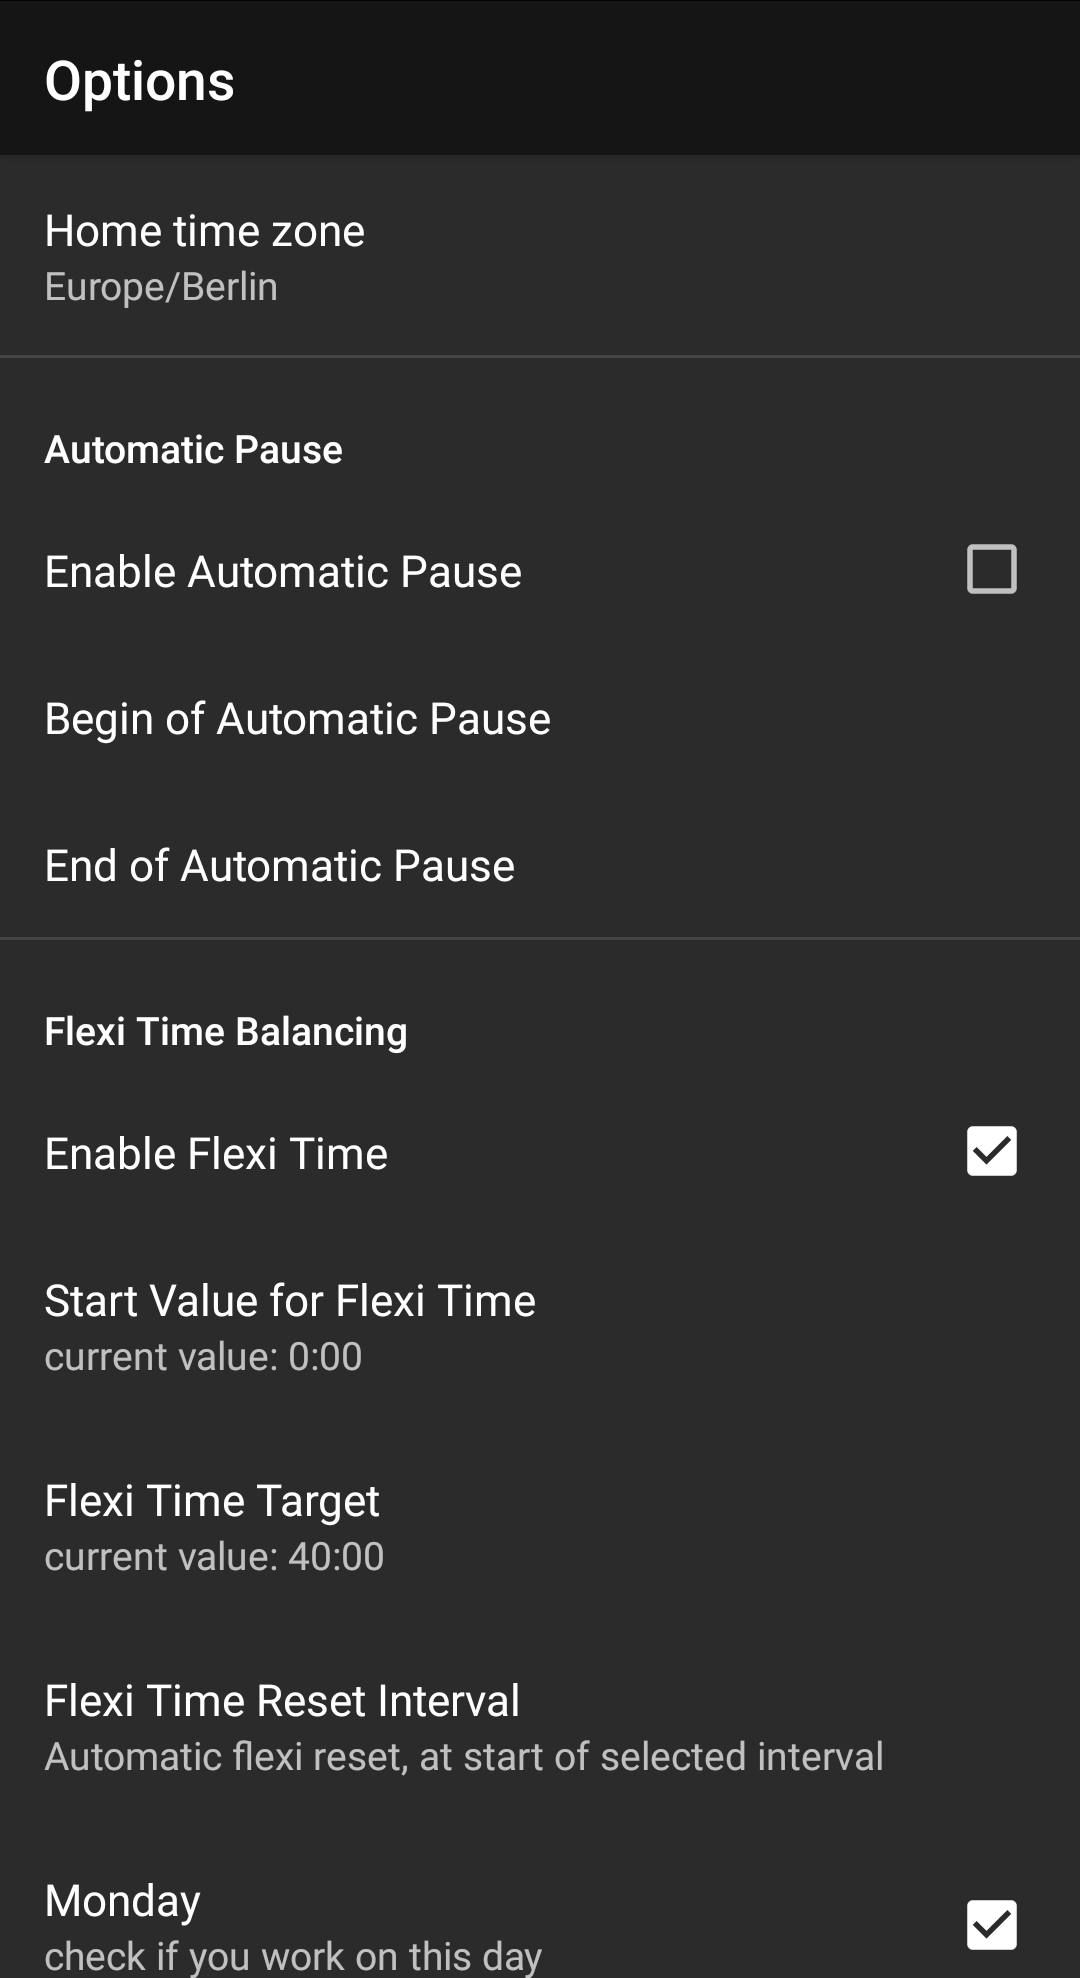 Options
Home time zone
Europe/Berlin
Automatic Pause
Enable Automatic Pause
Begin of Automatic Pause
End of Automatic Pause
Flexi Time Balancing
Enable Flexi Time
Start Value for Flexi Time
current value: 0:00
Flexi Time Target
current value: 40:00
Flexi Time Reset Interval
Automatic flexi reset, at start of selected interval
Monday
check if you work on this day